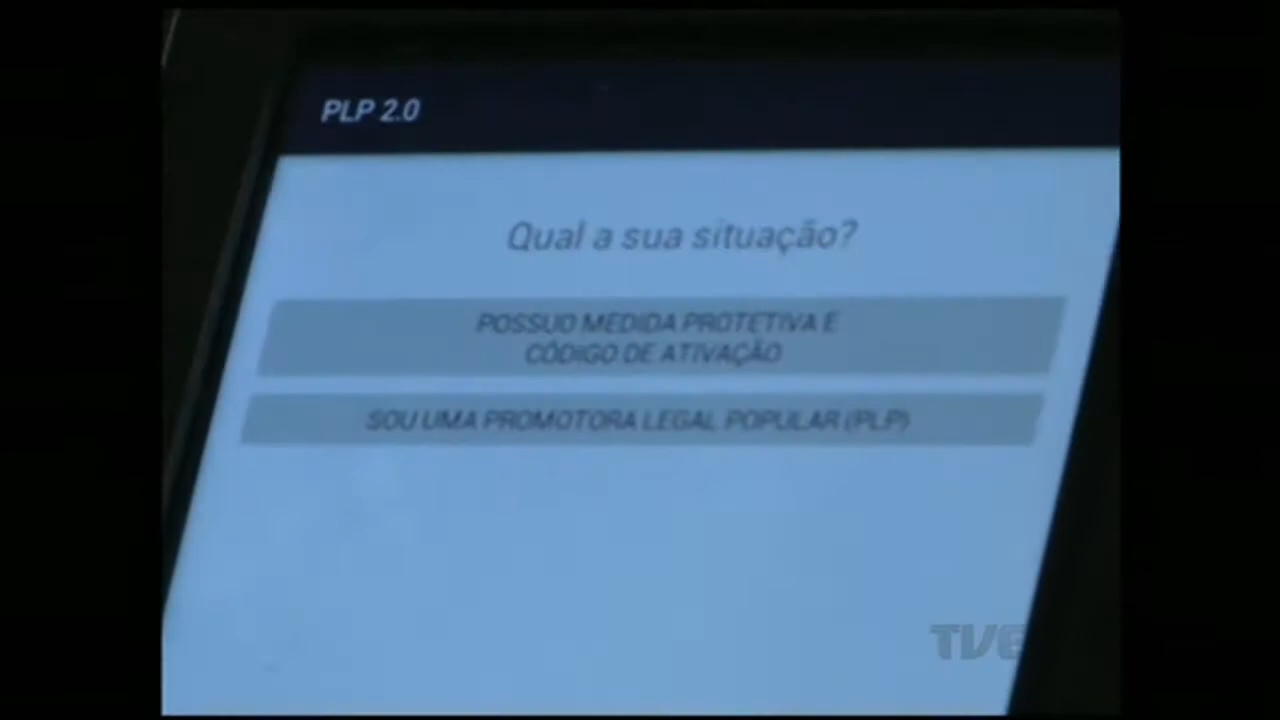 PLP 2.0
Qual a sua situação?
POSSUO MEDIDA PROTETIVA E
CÓDIGO DE ATIVAÇÃO
SOU UMA PROMOTORA LEGAL POPULAR (PLP)
TVE